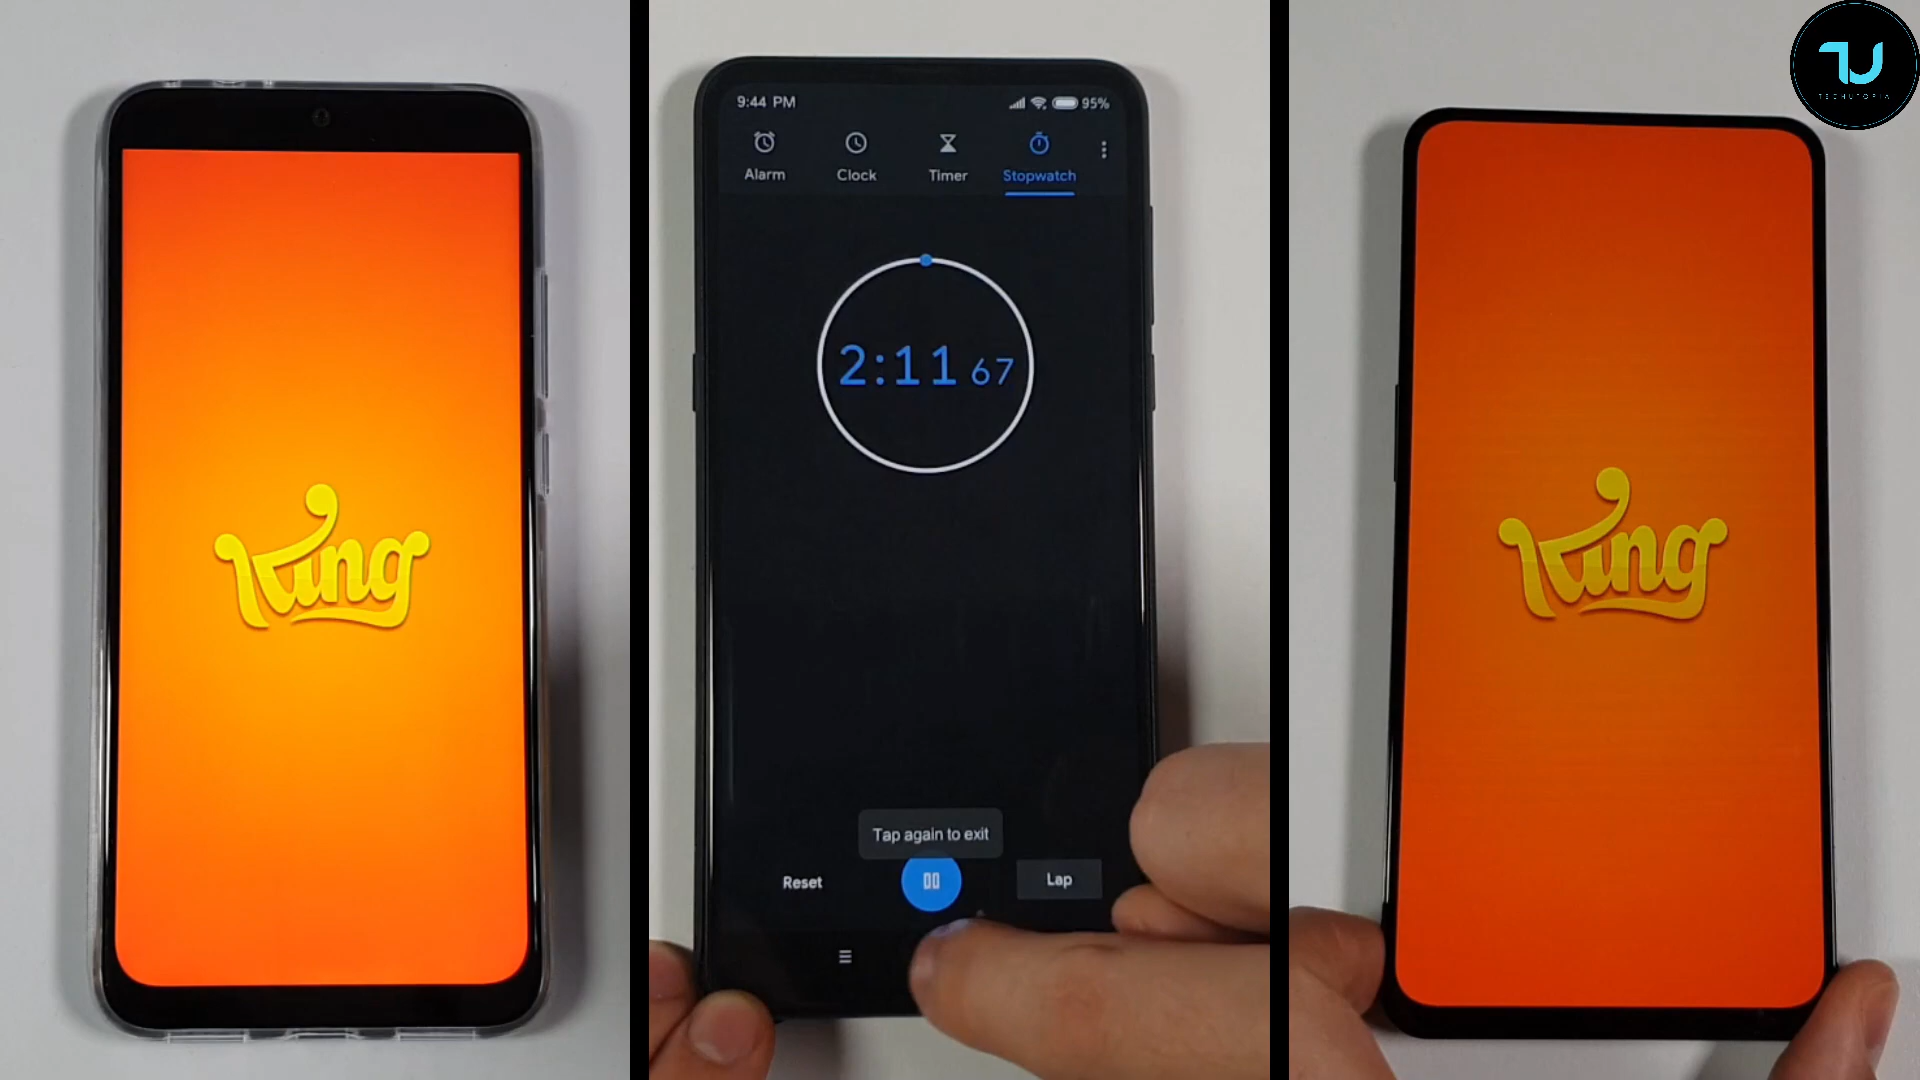 King
9:44 PM
95%
Alarm
Clock
Timer
Stopwatch
2:11 67
Tap again to exit
Reset
Lap
King
TECHUTOPIA